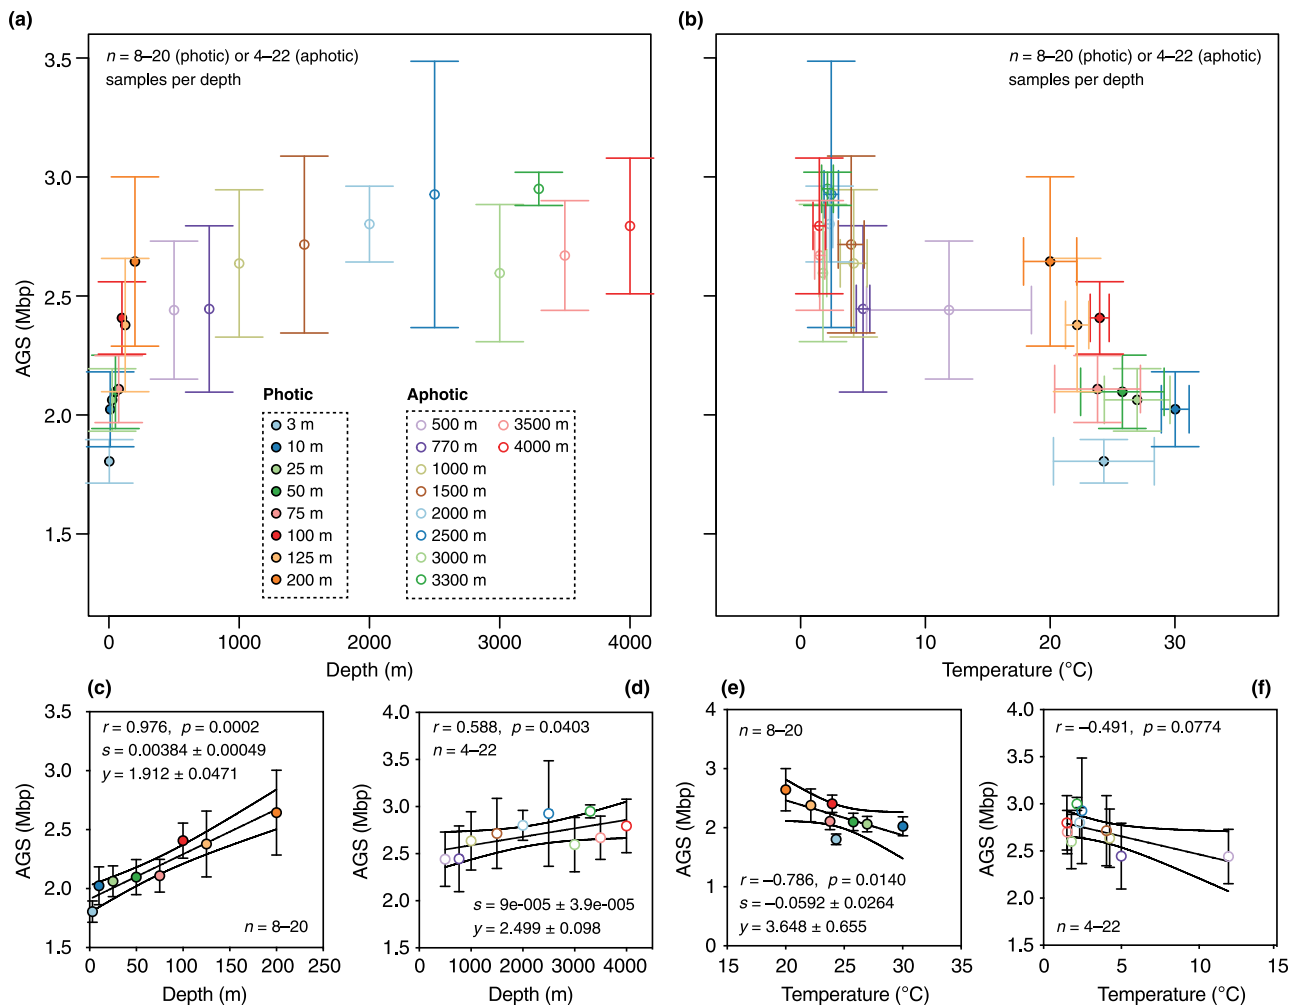 (a)
n = 8–20 (photic) or 4–22 (aphotic)
samples per depth
3.5
3.0
2.5
2.0
1.5
AGS (Mbp)
Photic
3 m
10 m
25 m
50 m
75 m
100 m
125 m
200 m
Aphotic
500 m
770 m
1000 m
1500 m
2000 m
2500 m
3000 m
3300 m
3500 m
4000 m
0 1000 2000 3000 4000
Depth (m)
(b)
n = 8–20 (photic) or 4–22 (aphotic)
samples per depth
0 10 20 30
Temperature (°C)
(c)
r = 0.976, p = 0.0002
s = 0.00384 ± 0.00049
y = 1.912 ± 0.0471
n = 8–20
3.5
3.0
2.5
2.0
1.5
AGS (Mbp)
0 50 100 150 200 250
Depth (m)
(d)
r = 0.588, p = 0.0403
n = 4–22
s = 9e-005 ± 3.9e-005
y = 2.499 ± 0.098
4.0
3.5
3.0
2.5
2.0
1.5
AGS (Mbp)
0 1000 2000 3000 4000
Depth (m)
(e)
n = 8–20
r = –0.786, p = 0.0140
s = –0.0592 ± 0.0264
y = 3.648 ± 0.655
4
3
2
1
0
AGS (Mbp)
15 20 25 30 35
Temperature (°C)
(f)
r = –0.491, p = 0.0774
n = 4–22
4.0
3.5
3.0
2.5
2.0
1.5
AGS (Mbp)
0 5 10 15
Temperature (°C)